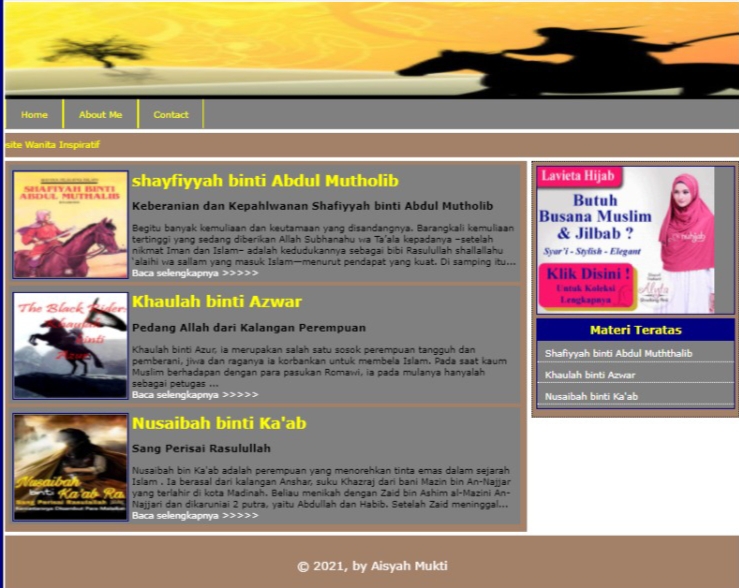 Home
About Me
Contact
site Wanita Inspiratif
SHAFIYAH BINTI
ABDUL MUTHALIB
shayfiyyah binti Abdul Mutholib
Keberanian dan Kepahlwanan Shafiyyah binti Abdul Mutholib
Begitu banyak kemuliaan dan keutamaan yang disandangnya. Barangkali kemuliaan
tertinggi yang sedang diberikan Allah Subhanahu wa Ta'ala kepadanya –setelah
nikmat Iman dan Islam– adalah kedudukannya sebagai bibi Rasulullah shallallahu
'alaihi wa sallam yang masuk Islam—menurut pendapat yang kuat. Di samping itu...
Baca selengkapnya >>>>>
The Black Riders
Khaulah
binti
Azur
Khaulah binti Azwar
Pedang Allah dari Kalangan Perempuan
Khaulah binti Azur, ia merupakan salah satu sosok perempuan tangguh dan
pemberani, jiwa dan raganya ia korbankan untuk membela Islam. Pada saat kaum
Muslim berhadapan dengan para pasukan Romawi, ia pada mulanya hanyalah
sebagai petugas ...
Baca selengkapnya >>>>>
Nusaibah
binti Ka'ab Ra.
Nusaibah binti Ka'ab
Sang Perisai Rasulullah
Nusaibah bin Ka'ab adalah perempuan yang menorehkan tinta emas dalam sejarah
Islam . Ia berasal dari kalangan Anshar, suku Khazraj dari bani Mazin bin An-Najjar
yang terlahir di kota Madinah. Beliau menikah dengan Zaid bin Ashim al-Mazini An-
Najjari dan dikaruniai 2 putra, yaitu Abdullah dan Habib. Setelah Zaid meninggal...
Baca selengkapnya >>>>>
Lavieta Hijab
Butuh
Busana Muslim
& Jilbab ?
Syar'i - Stylish - Elegant
Klik Disini !
Untuk Koleksi
Lengkapnya
Materi Teratas
Shafiyyah binti Abdul Muththalib
Khaulah binti Azwar
Nusaibah binti Ka'ab
© 2021, by Aisyah Mukti